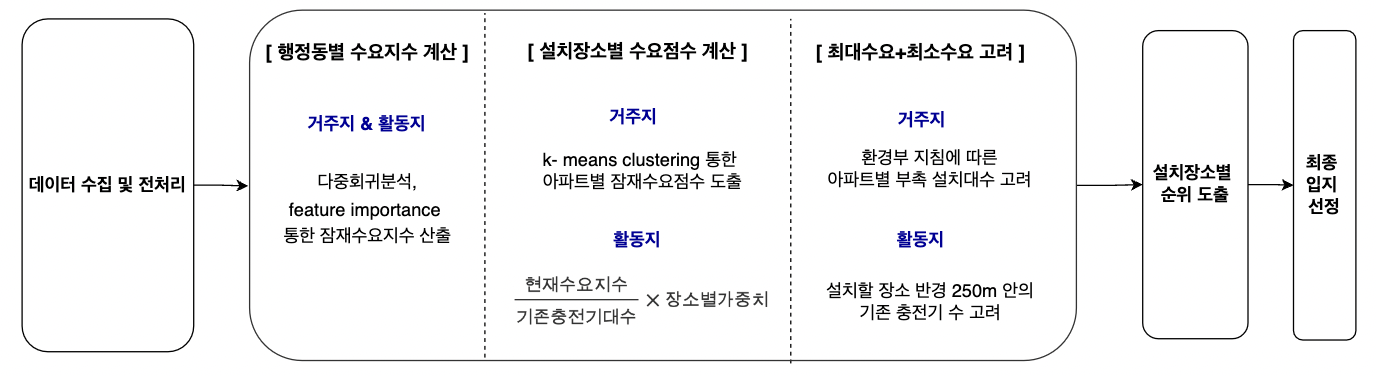 데이터 수집 및 전처리
[ 행정동별 수요지수 계산 ]
거주지 & 활동지
다중회귀분석,
feature importance
통한 잠재수요지수 산출
[ 설치장소별 수요점수 계산 ]
거주지
k- means clustering 통한
아파트별 잠재수요점수 도출
활동지
현재수요지수
기존충전기대수
× 장소별가중치
[ 최대수요+최소수요 고려 ]
거주지
환경부 지침에 따른
아파트별 부족 설치대수 고려
활동지
설치할 장소 반경 250m 안의
기존 충전기 수 고려
설치장소별
순위 도출
최종
입지
선정